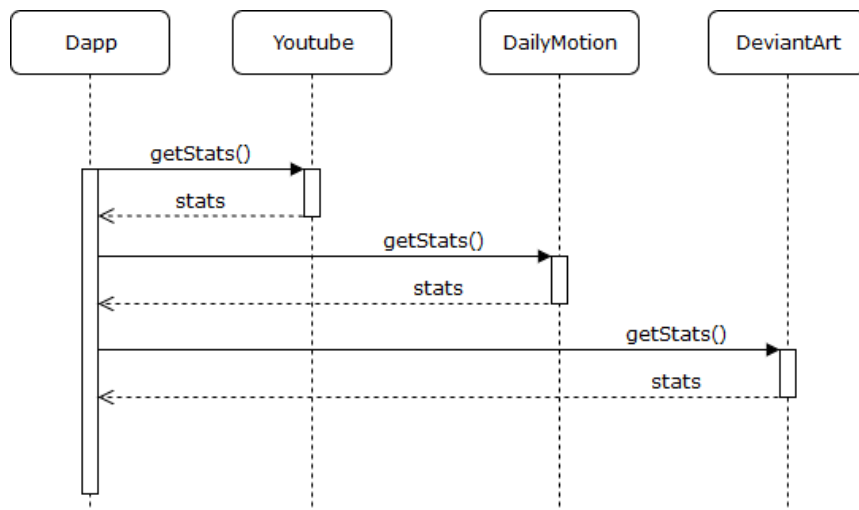 Dapp
Youtube
DailyMotion
DeviantArt
getStats()
stats
getStats()
stats
getStats()
stats